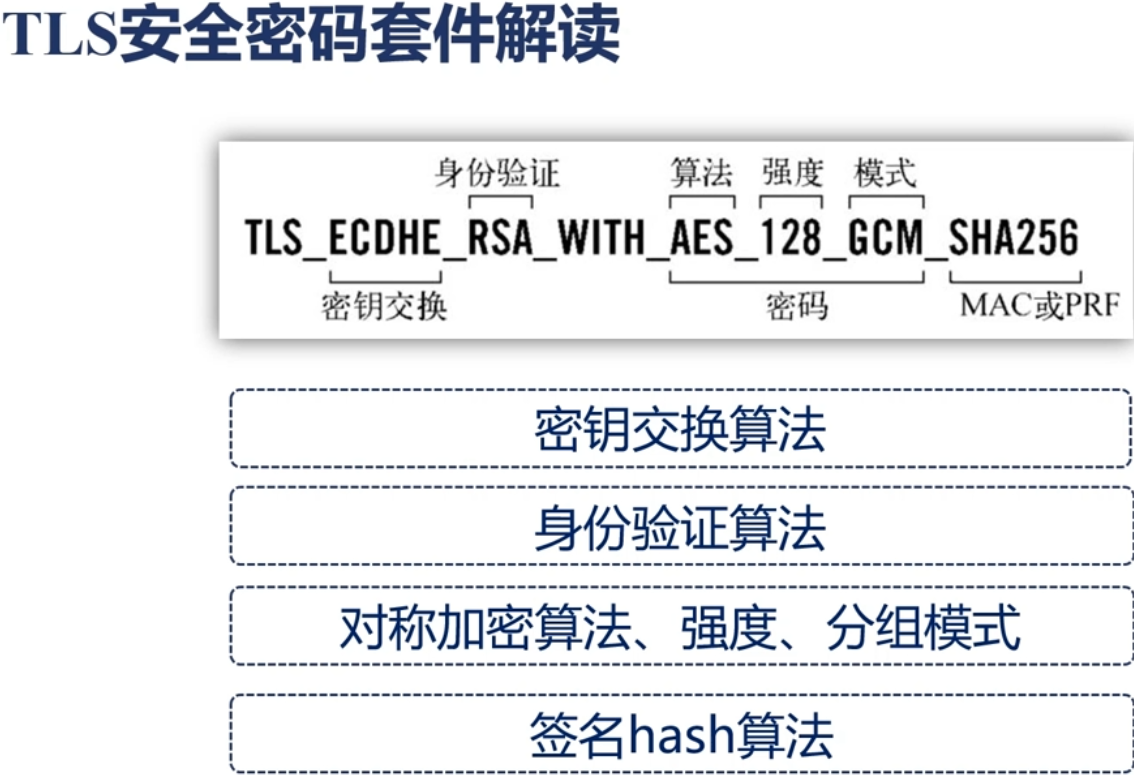 TLS安全密码套件解读
身份验证 算法 强度 模式
TLS_ECDHE_RSA_WITH_AES_128_GCM_SHA256
密钥交换 密码 MAC或PRF
密钥交换算法
身份验证算法
对称加密算法、强度、分组模式
签名hash算法